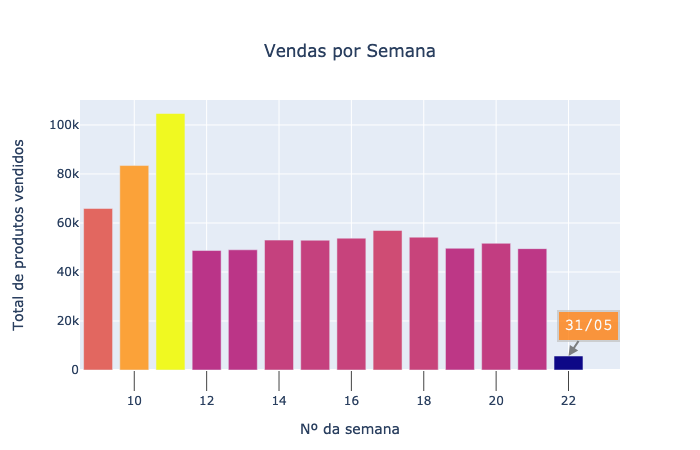 Vendas por Semana
Total de produtos vendidos
100k
80k
60k
40k
20k
0
31/05
10 12 14 16 18 20 22
Nº da semana